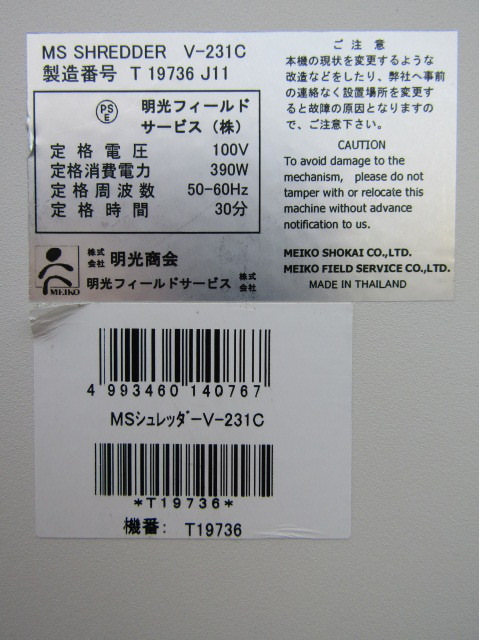 MS SHREDDER V-231C
製造番号 T 19736 J11
PS
E
明光フィールド
サービス（株）
定格電圧 100V
定格消費電力 390W
定格周波数 50-60Hz
定格時間 30分
MEIKO
株式
会社 明光商会
明光フィールドサービス 株式
会社
ご注意
本機の現状を変更するような
改造などをしたり、弊社へ事前
の連絡なく設置場所を変更す
ると故障の原因となりますの
で、ご注意下さい。
CAUTION
To avoid damage to the
mechanism, please do not
tamper with or relocate this
machine without advance
notification to us.
MEIKO SHOKAI CO.,LTD.
MEIKO FIELD SERVICE CO.,LTD.
MADE IN THAILAND
4 993460 140767
MSシュレッダーV-231C
*T19736*
機番: T19736